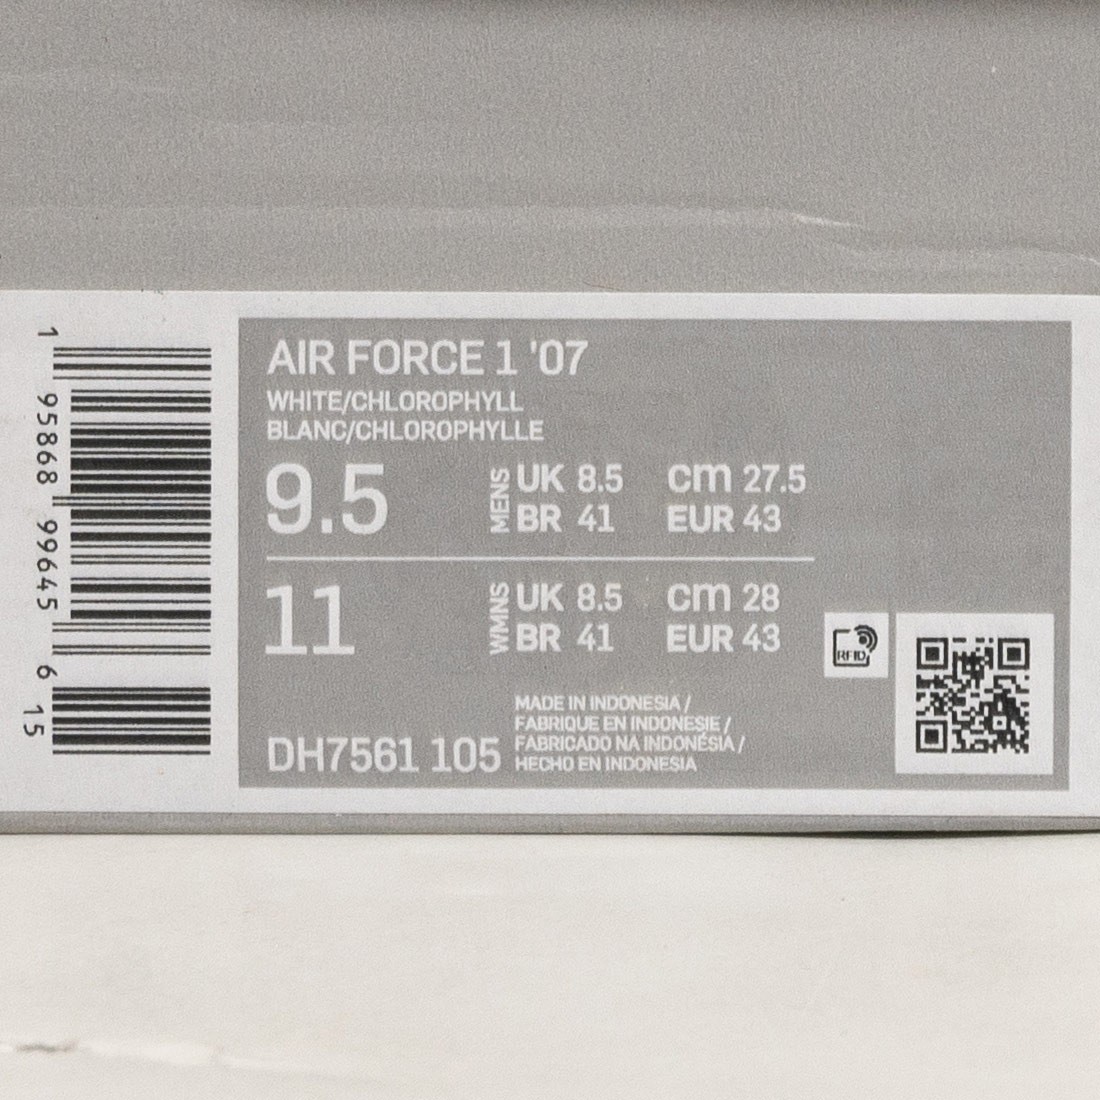 AIR FORCE 1 '07
WHITE/CHLOROPHYLL
BLANC/CHLOROPHYLLE
9.5 MENS UK 8.5 cm 27.5
BR 41 EUR 43
11 WMNS UK 8.5 cm 28
BR 41 EUR 43
MADE IN INDONESIA /
FABRIQUE EN INDONESIE /
FABRICADO NA INDONÉSIA /
HECHO EN INDONESIA
DH7561 105
RFID
1 95868 99645 6 15